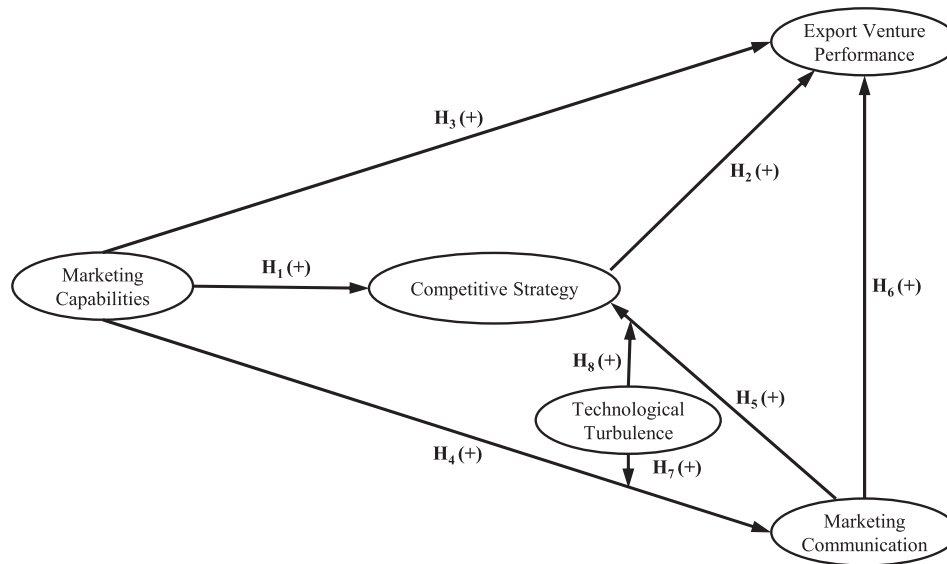 Export Venture
Performance
H3 (+)
H2 (+)
H1 (+)
Marketing
Capabilities
Competitive Strategy
H6 (+)
H8 (+)
H5 (+)
Technological
Turbulence
H4 (+)
H7 (+)
Marketing
Communication